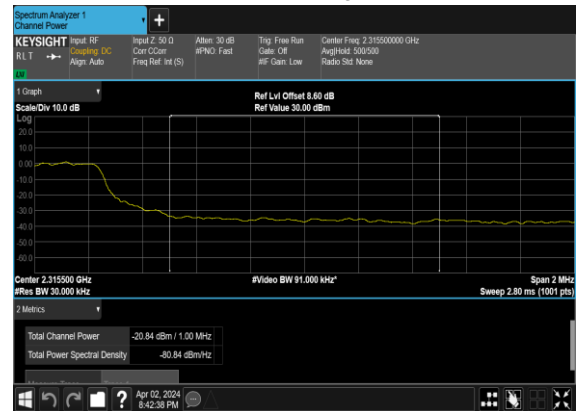 Spectrum Analyzer 1
Channel Power
KEYSIGHT
RLT
LXI
Input: RF
Coupling: DC
Align: Auto
Input Z: 50 Ω
Corr CCorr
Freq Ref: Int (S)
Atten: 30 dB
#PNO: Fast
Trig: Free Run
Gate: Off
#IF Gain: Low
Center Freq: 2.315500000 GHz
Avg|Hold: 500/500
Radio Std: None
1 Graph
Scale/Div 10.0 dB
Ref Lvl Offset 8.60 dB
Ref Value 30.00 dBm
Log
20.0
10.0
0.00
-10.0
-20.0
-30.0
-40.0
-50.0
-60.0
Center 2.315500 GHz
#Res BW 30.000 kHz
#Video BW 91.000 kHz*
Span 2 MHz
Sweep 2.80 ms (1001 pts)
2 Metrics
Total Channel Power -20.84 dBm / 1.00 MHz
Total Power Spectral Density -80.84 dBm/Hz
?
Apr 02, 2024
8:42:38 PM